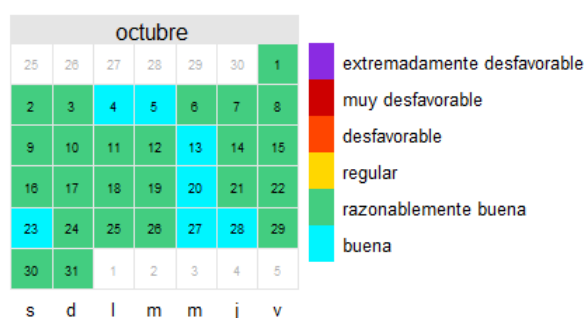 octubre
25 26 27 28 29 30 1
2 3 4 5 6 7 8
9 10 11 12 13 14 15
16 17 18 19 20 21 22
23 24 25 26 27 28 29
30 31 1 2 3 4 5
s d l m m j v
extremadamente desfavorable
muy desfavorable
desfavorable
regular
razonablemente buena
buena